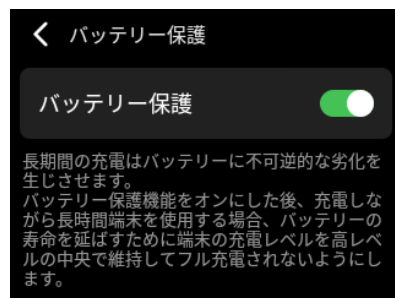 バッテリー保護
バッテリー保護
長期間の充電はバッテリーに不可逆的な劣化を
生じさせます。
バッテリー保護機能をオンにした後、充電しな
がら長時間端末を使用する場合、バッテリーの
寿命を延ばすために端末の充電レベルを高レベ
ルの中央で維持してフル充電されないようにし
ます。